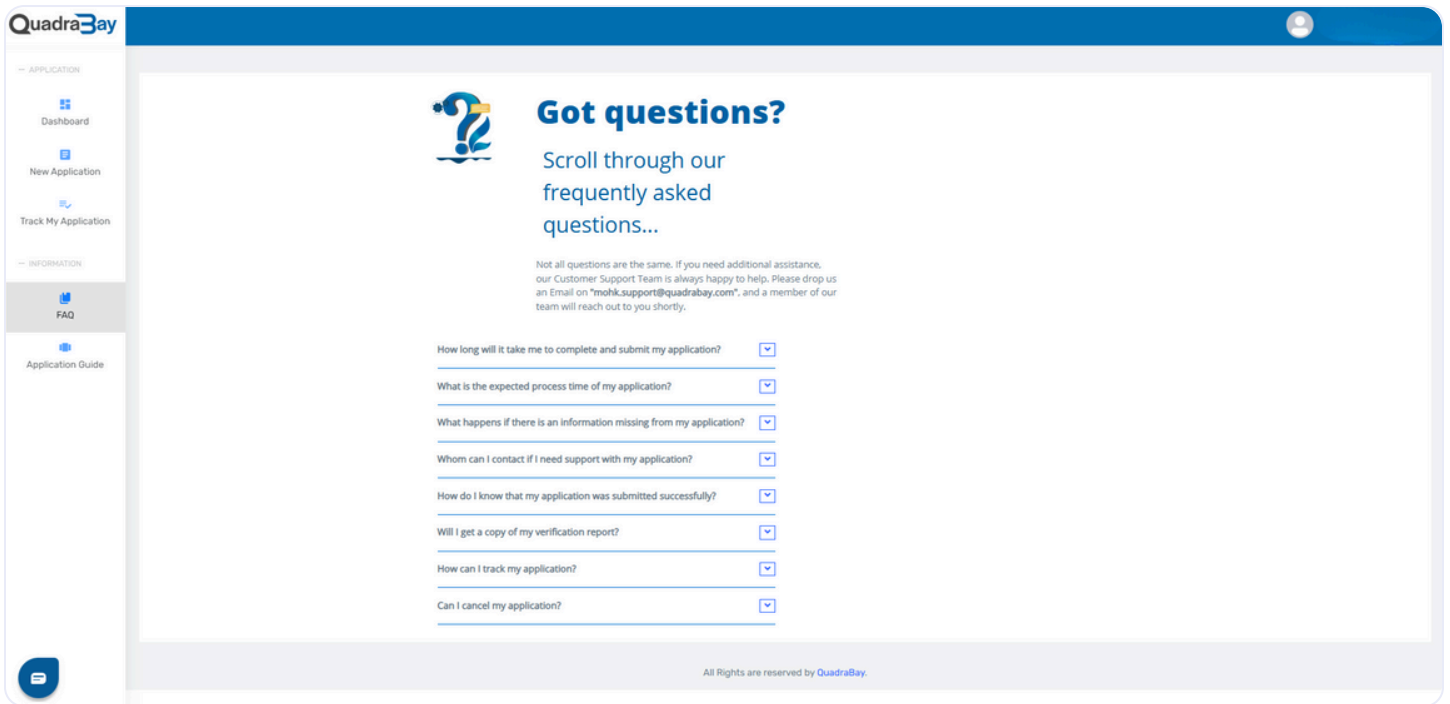 QuadraBay
— APPLICATION
Dashboard
New Application
Track My Application
— INFORMATION
FAQ
Application Guide
Got questions?
Scroll through our
frequently asked
questions...
Not all questions are the same. If you need additional assistance,
our Customer Support Team is always happy to help. Please drop us
an Email on "mohk.support@quadrabay.com", and a member of our
team will reach out to you shortly.
How long will it take me to complete and submit my application?
What is the expected process time of my application?
What happens if there is an information missing from my application?
Whom can I contact if I need support with my application?
How do I know that my application was submitted successfully?
Will I get a copy of my verification report?
How can I track my application?
Can I cancel my application?
All Rights are reserved by QuadraBay.